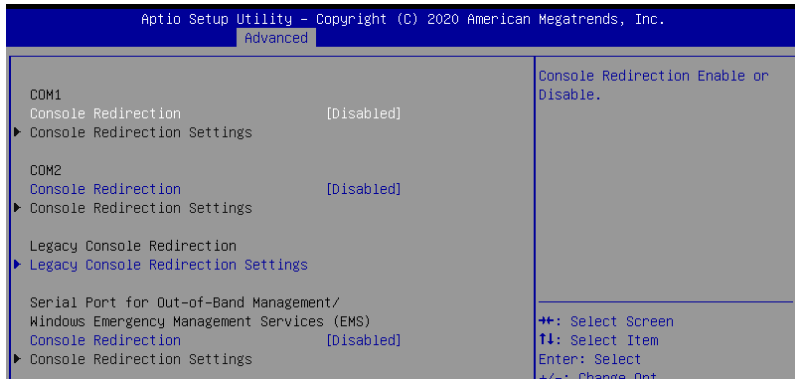 Aptio Setup Utility – Copyright (C) 2020 American Megatrends, Inc.
Advanced
COM1
Console Redirection [Disabled]
Console Redirection Settings
COM2
Console Redirection [Disabled]
Console Redirection Settings
Legacy Console Redirection
Legacy Console Redirection Settings
Serial Port for Out-of-Band Management/
Windows Emergency Management Services (EMS)
Console Redirection [Disabled]
Console Redirection Settings
Console Redirection Enable or
Disable.
→←: Select Screen
↑↓: Select Item
Enter: Select
+/-: Change Opt.